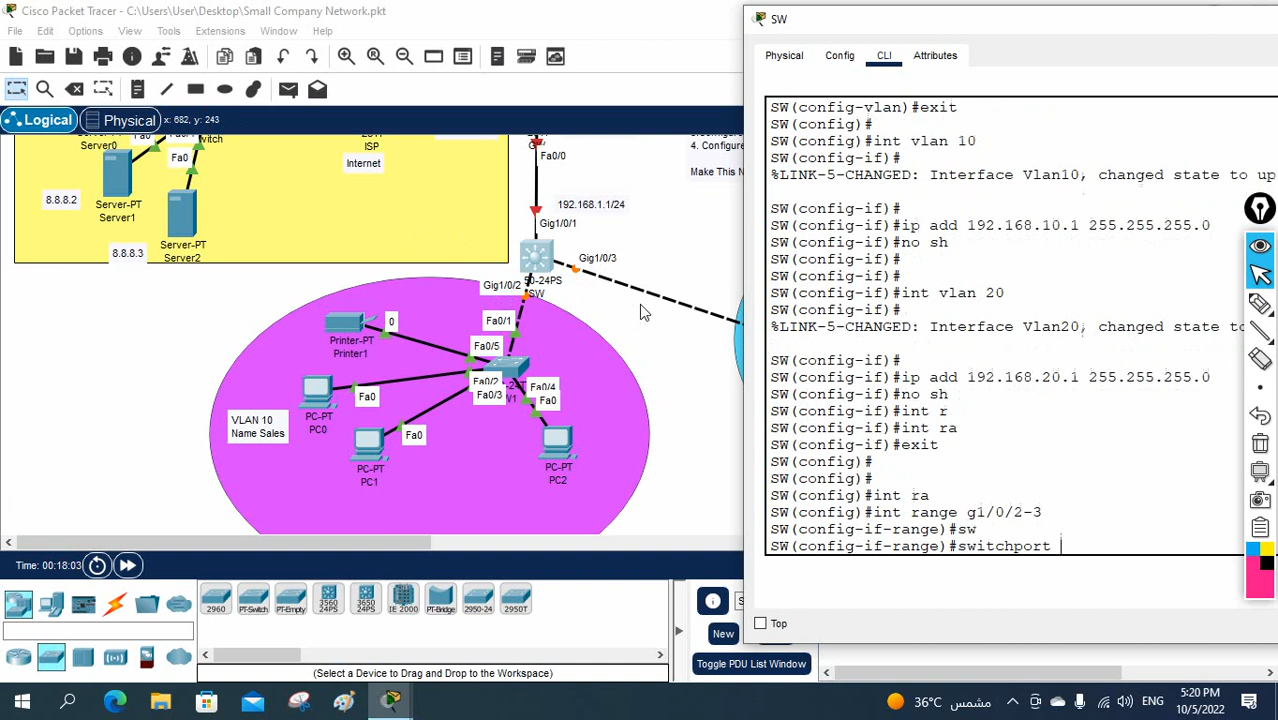 Cisco Packet Tracer - C:\Users\User\Desktop\Small Company Network.pkt
File Edit Options View Tools Extensions Window Help
Logical
Physical
x: 682, y: 243
Server0
Server-PT
Server1
8.8.8.2
Fa0
Server-PT
Server2
8.8.8.3
ISP
Internet
Fa0/0
192.168.1.1/24
Gig1/0/1
Gig1/0/3
SW
Gig1/0/2
4. Configure
Make This N
Fa0/1
Printer-PT
Printer1
0
Fa0/5
Fa0/2
Fa0/3
Fa0/4
Fa0
PC-PT
PC0
Fa0
VLAN 10
Name Sales
PC-PT
PC1
Fa0
PC-PT
PC2
Time: 00:18:03
2960
PT-Switch
PT-Empty
3560
24PS
3650
24PS
IE 2000
PT-Bridge
2950-24
2950T
(Select a Device to Drag and Drop to the Workspace)
New
Toggle PDU List Window
SW
Physical Config CLI Attributes
SW(config-vlan)#exit
SW(config)#
SW(config)#int vlan 10
SW(config-if)#
%LINK-5-CHANGED: Interface Vlan10, changed state to up
SW(config-if)#
SW(config-if)#ip add 192.168.10.1 255.255.255.0
SW(config-if)#no sh
SW(config-if)#
SW(config-if)#
SW(config-if)#int vlan 20
SW(config-if)#
%LINK-5-CHANGED: Interface Vlan20, changed state to
SW(config-if)#
SW(config-if)#ip add 192.168.20.1 255.255.255.0
SW(config-if)#no sh
SW(config-if)#int r
SW(config-if)#int ra
SW(config-if)#exit
SW(config)#
SW(config)#
SW(config)#int ra
SW(config)#int range g1/0/2-3
SW(config-if-range)#sw
SW(config-if-range)#switchport
Top
36°C مشمس
ENG
5:20 PM
10/5/2022